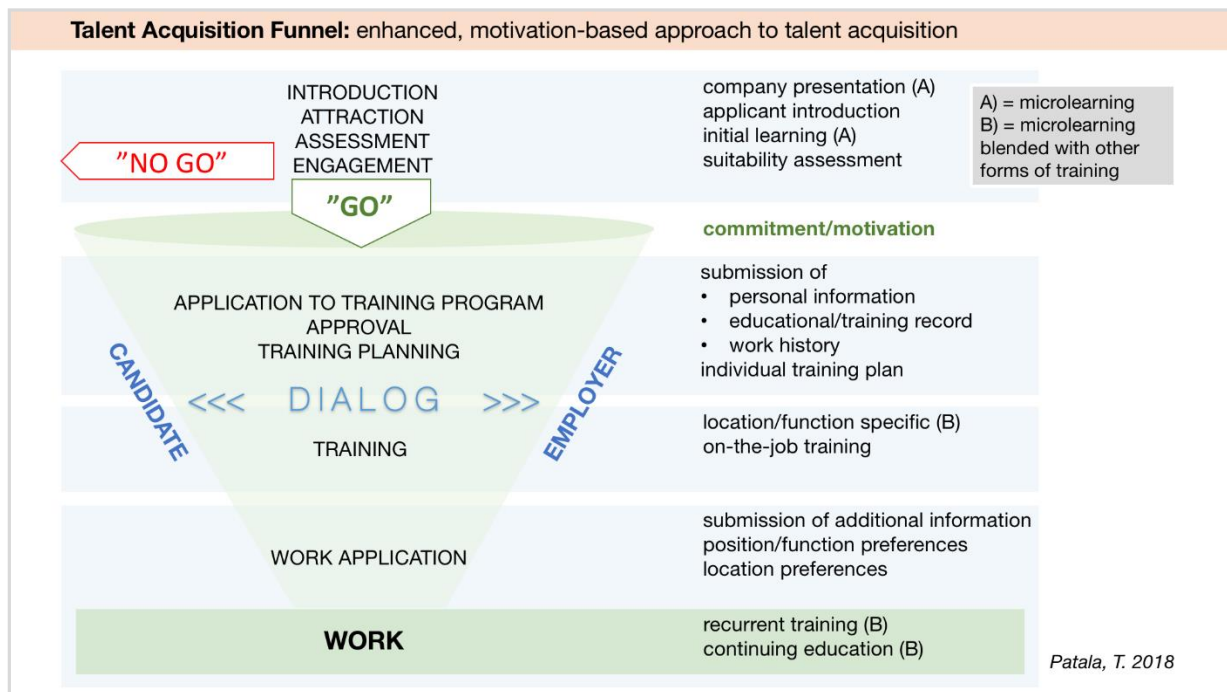 Talent Acquisition Funnel: enhanced, motivation-based approach to talent acquisition
INTRODUCTION
ATTRACTION
ASSESSMENT
ENGAGEMENT
"NO GO"
"GO"
company presentation (A)
applicant introduction
initial learning (A)
suitability assessment
A) = microlearning
B) = microlearning
blended with other
forms of training
commitment/motivation
APPLICATION TO TRAINING PROGRAM
APPROVAL
TRAINING PLANNING
submission of
• personal information
• educational/training record
• work history
individual training plan
CANDIDATE
<<< DIALOG >>>
EMPLOYER
TRAINING
location/function specific (B)
on-the-job training
WORK APPLICATION
submission of additional information
position/function preferences
location preferences
WORK
recurrent training (B)
continuing education (B)
Patala, T. 2018